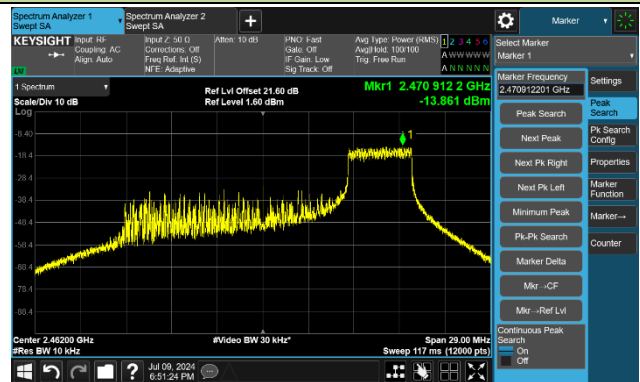 Spectrum Analyzer 1
Swept SA
Spectrum Analyzer 2
Swept SA
Marker
KEYSIGHT
Input: RF
Coupling: AC
Align: Auto
Input Z: 50 Ω
Corrections: Off
Freq Ref: Int (S)
NFE: Adaptive
Atten: 10 dB
PNO: Fast
Gate: Off
IF Gain: Low
Sig Track: Off
Avg Type: Power (RMS)
Avg|Hold: 100/100
Trig: Free Run
1 2 3 4 5 6
A W W W W W
A N N N N N
LXI
Select Marker
Marker 1
1 Spectrum
Scale/Div 10 dB
Log
Ref Lvl Offset 21.60 dB
Ref Level 1.60 dBm
Mkr1 2.470 912 2 GHz
-13.861 dBm
Marker Frequency
2.470912201 GHz
Settings
Peak Search
Peak
Search
Next Peak
Pk Search
Config
Next Pk Right
Properties
Next Pk Left
Marker
Function
Minimum Peak
Marker→
Pk-Pk Search
Counter
Marker Delta
Mkr→CF
Mkr→Ref Lvl
Continuous Peak
Search
On
Off
1
-8.40
-18.4
-28.4
-38.4
-48.4
-58.4
-68.4
-78.4
-88.4
Center 2.46200 GHz
#Res BW 10 kHz
#Video BW 30 kHz*
Span 29.00 MHz
Sweep 117 ms (12000 pts)
?
Jul 09, 2024
6:51:24 PM